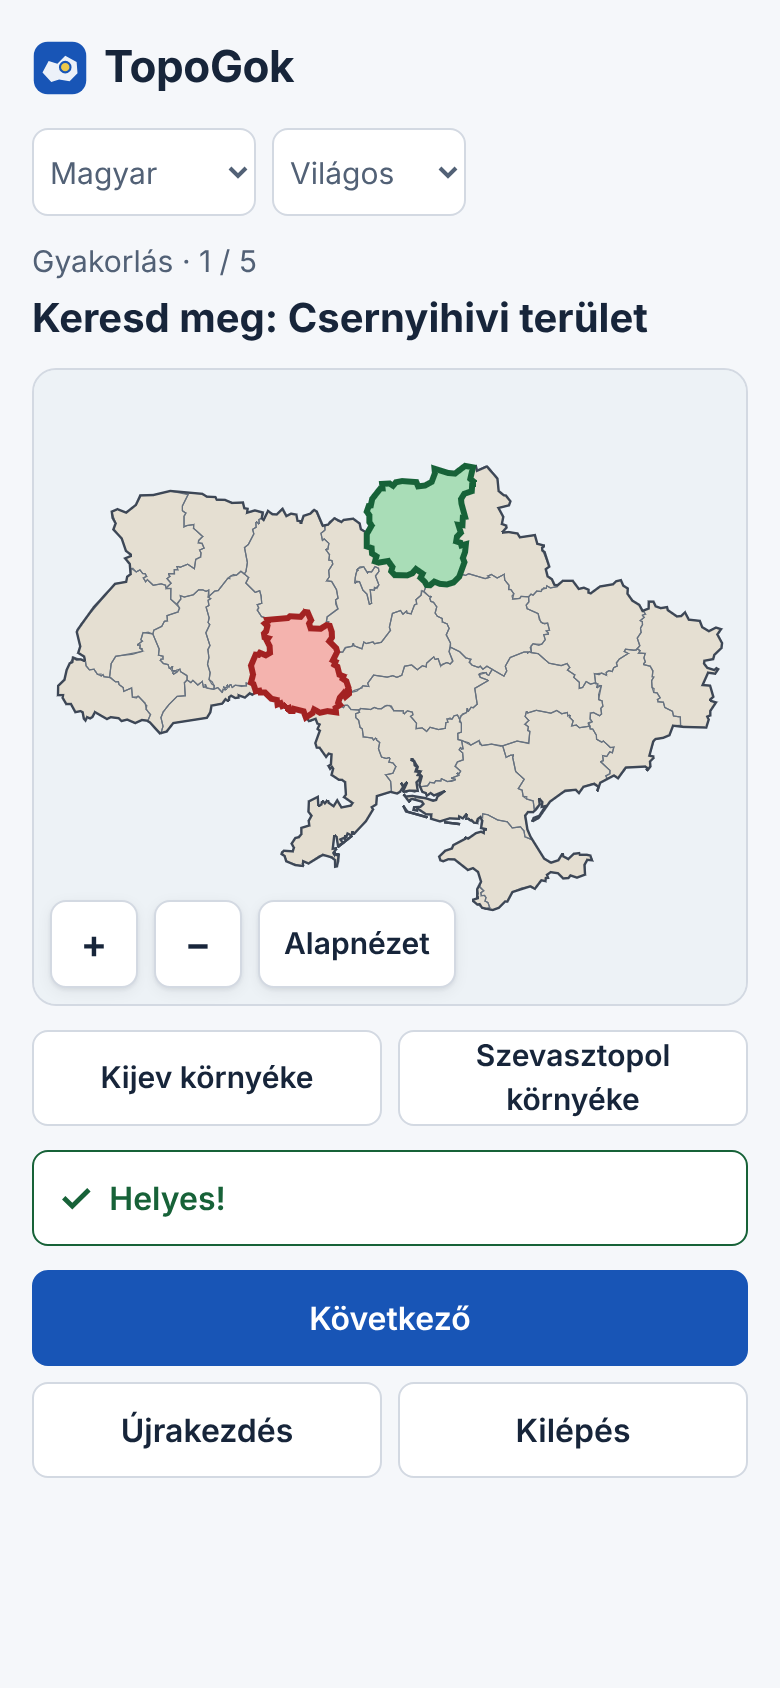 TopoGok
Magyar
Világos
Gyakorlás · 1 / 5
Keresd meg: Csernyihivi terület
+
−
Alapnézet
Kijev környéke
Szevasztopol
környéke
Helyes!
Következő
Újrakezdés
Kilépés